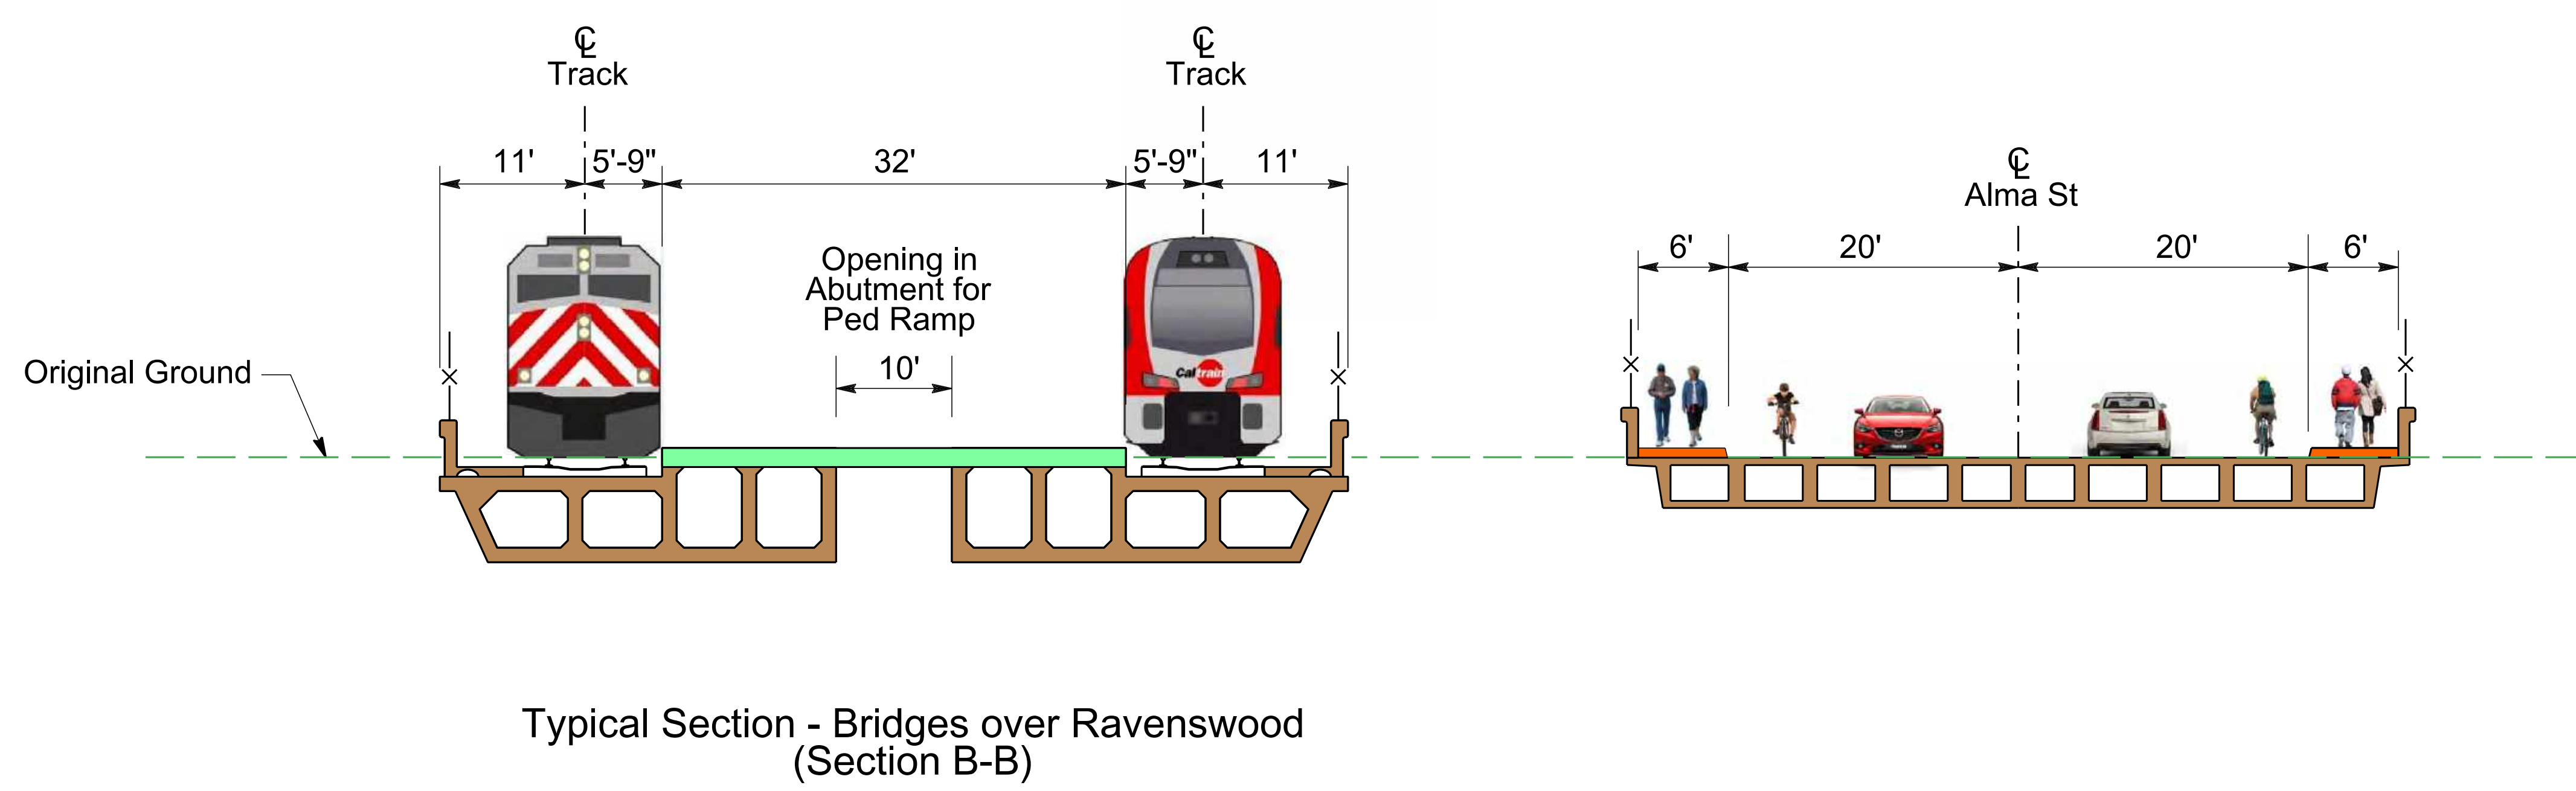 ℄
Track
℄
Track
11'
5'-9"
32'
5'-9"
11'
℄
Alma St
6'
20'
20'
6'
Opening in
Abutment for
Ped Ramp
10'
Original Ground
Caltrain
Typical Section - Bridges over Ravenswood
(Section B-B)